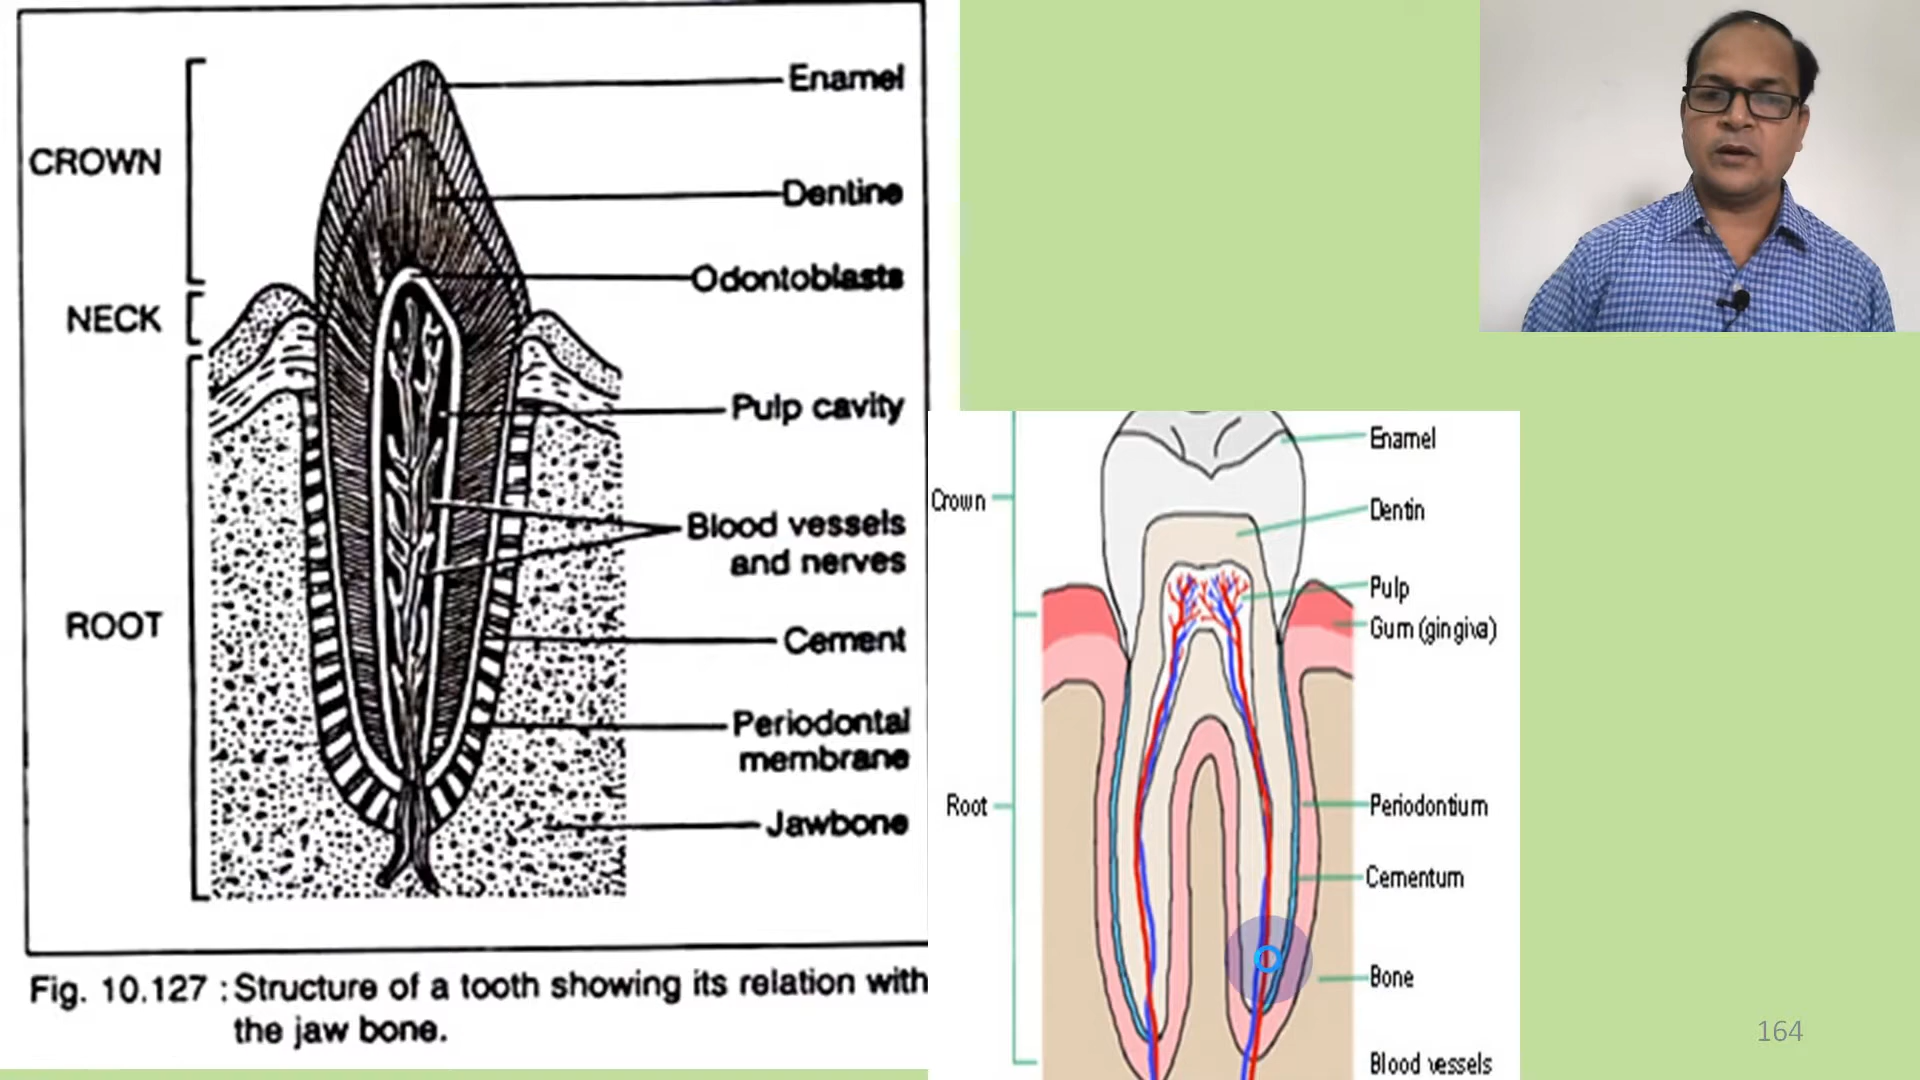 CROWN
NECK
ROOT
Enamel
Dentine
Odontoblasts
Pulp cavity
Blood vessels
and nerves
Cement
Periodontal
membrane
Jawbone
Fig. 10.127 : Structure of a tooth showing its relation with
the jaw bone.
Crown
Root
Enamel
Dentin
Pulp
Gum (gingiva)
Periodontium
Cementum
Bone
Blood vessels
164